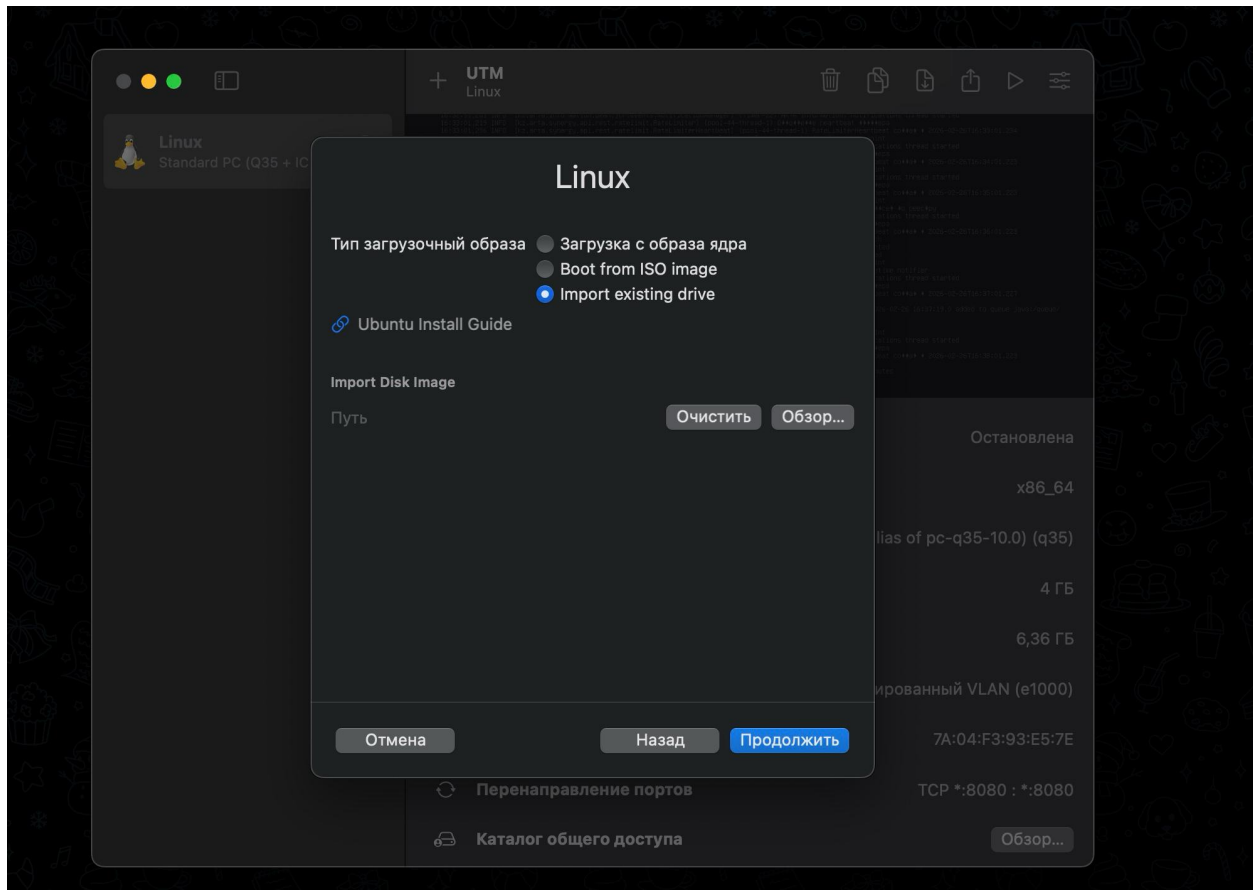 UTM
Linux
Linux
Standard PC (Q35 + IC
Linux
Тип загрузочный образа
Загрузка с образа ядра
Boot from ISO image
Import existing drive
Ubuntu Install Guide
Import Disk Image
Путь
Очистить
Обзор...
Отмена
Назад
Продолжить
Остановлена
x86_64
lias of pc-q35-10.0) (q35)
4 ГБ
6,36 ГБ
ированный VLAN (e1000)
7A:04:F3:93:E5:7E
Перенаправление портов
TCP *:8080 : *:8080
Каталог общего доступа
Обзор...